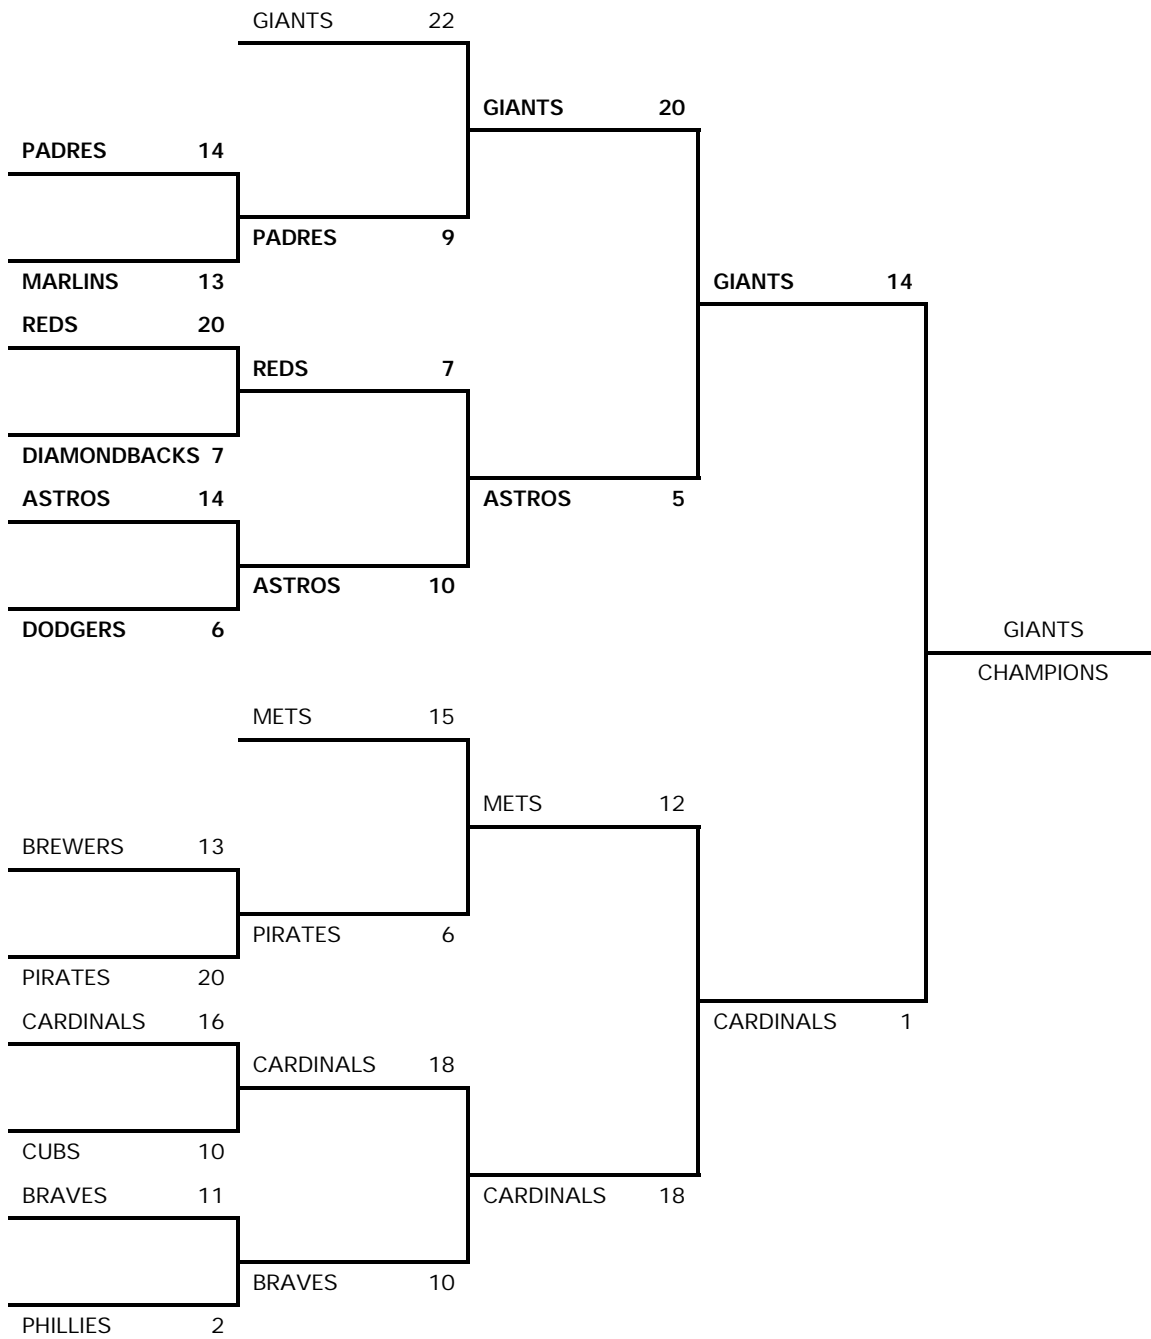 GIANTS 22
GIANTS 20
PADRES 14
PADRES 9
MARLINS 13
GIANTS 14
REDS 20
REDS 7
DIAMONDBACKS 7
ASTROS 14
ASTROS 5
ASTROS 10
DODGERS 6
GIANTS
CHAMPIONS
METS 15
METS 12
BREWERS 13
PIRATES 6
PIRATES 20
CARDINALS 16
CARDINALS 1
CARDINALS 18
CUBS 10
BRAVES 11
CARDINALS 18
BRAVES 10
PHILLIES 2